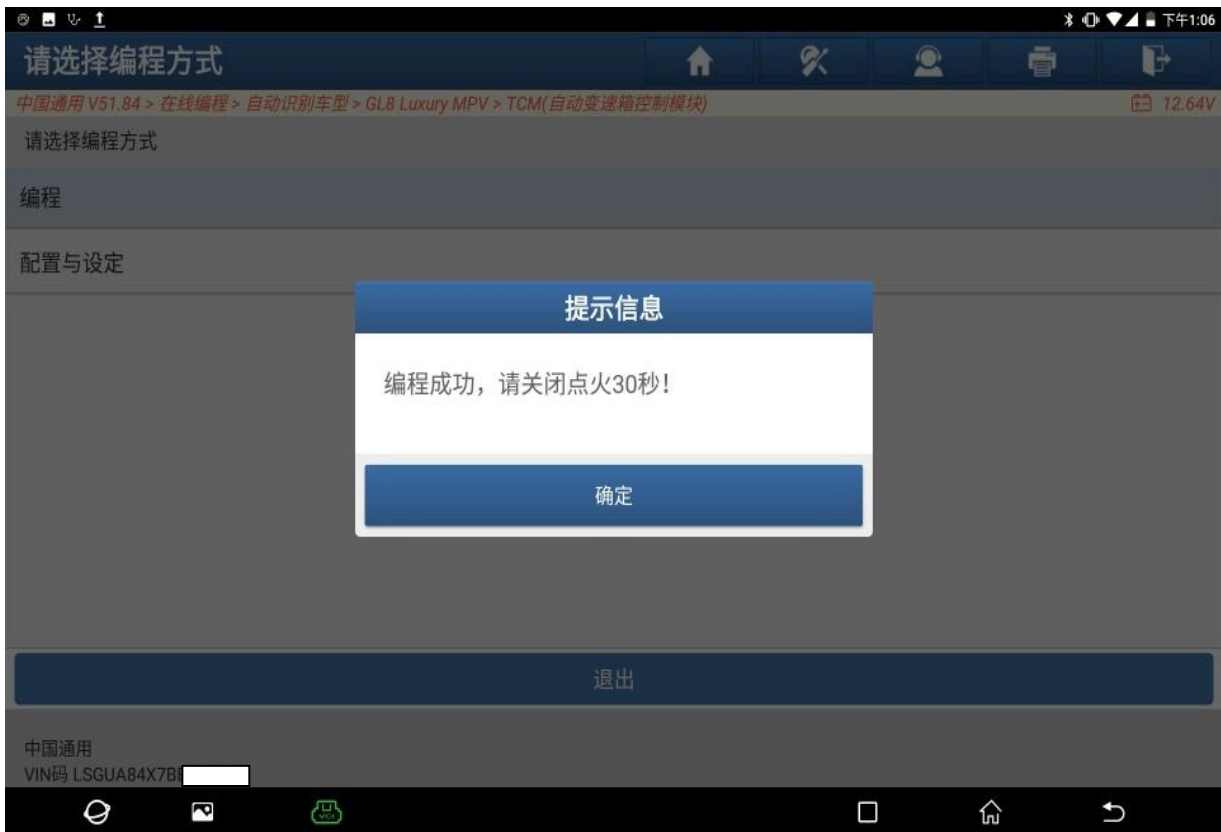 下午1:06
请选择编程方式
中国通用 V51.84 > 在线编程 > 自动识别车型 > GL8 Luxury MPV > TCM(自动变速箱控制模块)
12.64V
请选择编程方式
编程
配置与设定
提示信息
编程成功，请关闭点火30秒！
确定
退出
中国通用
VIN码 LSGUA84X7B
VCI